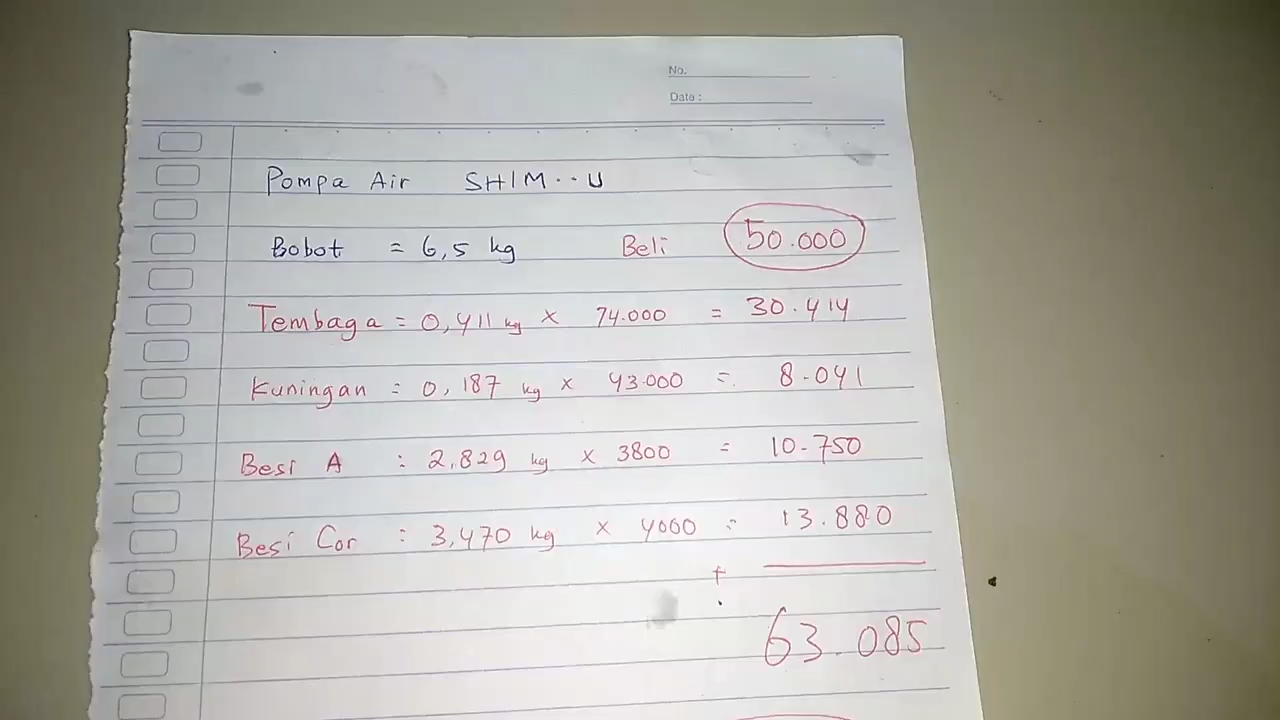 No.
Date :
Pompa Air SHIM..U
Bobot = 6,5 kg Beli 50.000
Tembaga = 0,411 kg x 74.000 = 30.414
Kuningan = 0,187 kg x 43.000 = 8.041
Besi A : 2,829 kg x 3800 = 10.750
Besi Cor : 3,470 kg x 4000 = 13.880
+
63.085